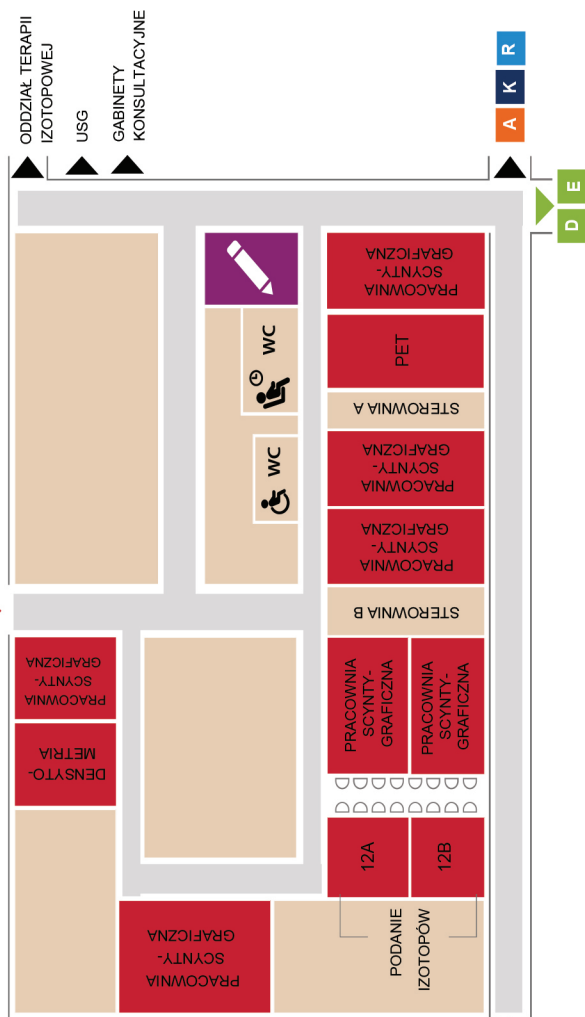 ODDZIAŁ TERAPII
IZOTOPOWEJ
USG
GABINETY
KONSULTACYJNE
A K R
D E
WC
WC
PRACOWNIA
SCYNTY-
GRAFICZNA
PET
STEROWNIA A
PRACOWNIA
SCYNTY-
GRAFICZNA
PRACOWNIA
SCYNTY-
GRAFICZNA
STEROWNIA B
PRACOWNIA
SCYNTY-
GRAFICZNA
PRACOWNIA
SCYNTY-
GRAFICZNA
PRACOWNIA
SCYNTY-
GRAFICZNA
DENSYTO-
METRIA
12A
12B
PODANIE
IZOTOPÓW
PRACOWNIA
SCYNTY-
GRAFICZNA